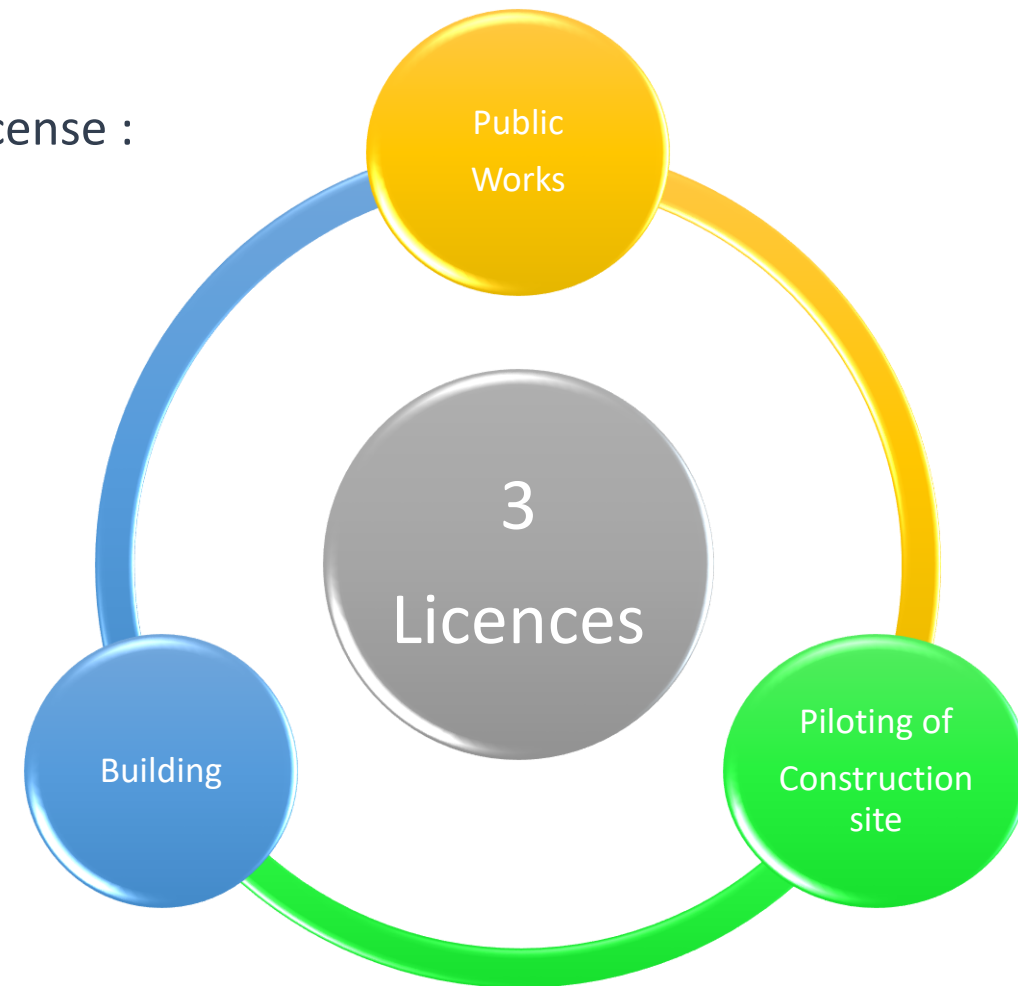 cense :
Public
Works
3
Licences
Building
Piloting of
Construction
site